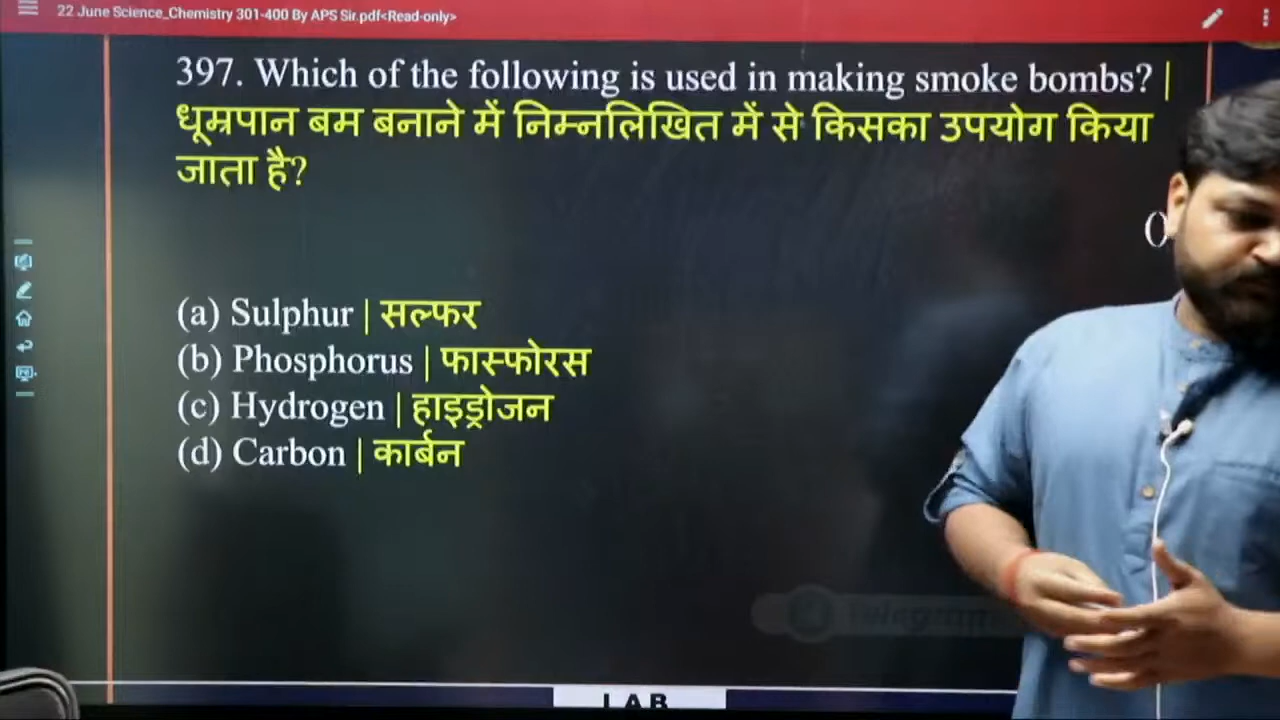 22 June Science_Chemistry 301-400 By APS Sir.pdf<Read-only>
397. Which of the following is used in making smoke bombs? |
धूम्रपान बम बनाने में निम्नलिखित में से किसका उपयोग किया
जाता है?
(a) Sulphur | सल्फर
(b) Phosphorus | फास्फोरस
(c) Hydrogen | हाइड्रोजन
(d) Carbon | कार्बन
Telegram
LAB